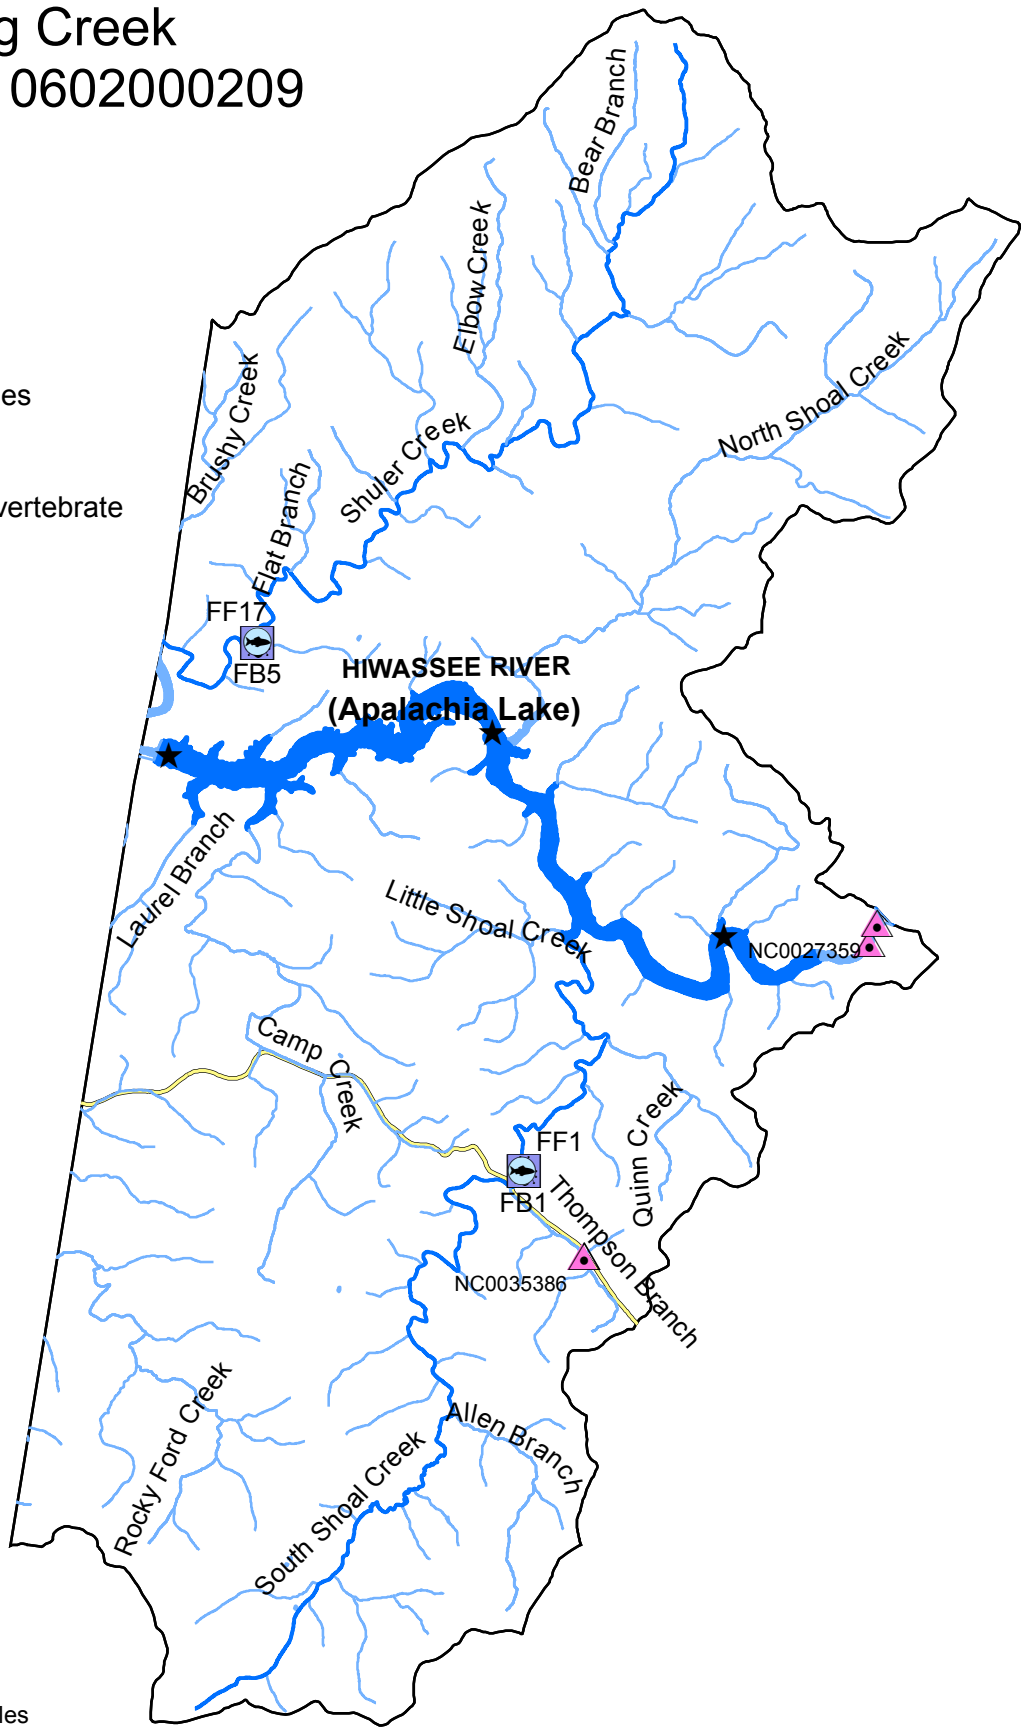 g Creek
0602000209
Bear Branch
Elbow Creek
Brushy Creek
es
North Shoal Creek
Shuler Creek
vertebrate
Flat Branch
FF17
FB5
HIWASSEE RIVER
(Apalachia Lake)
Laurel Branch
Little Shoal Creek
NC0027359
Camp Creek
Quinn Creek
FF1
FB1
Thompson Branch
NC0035386
Rocky Ford Creek
Allen Branch
South Shoal Creek
les